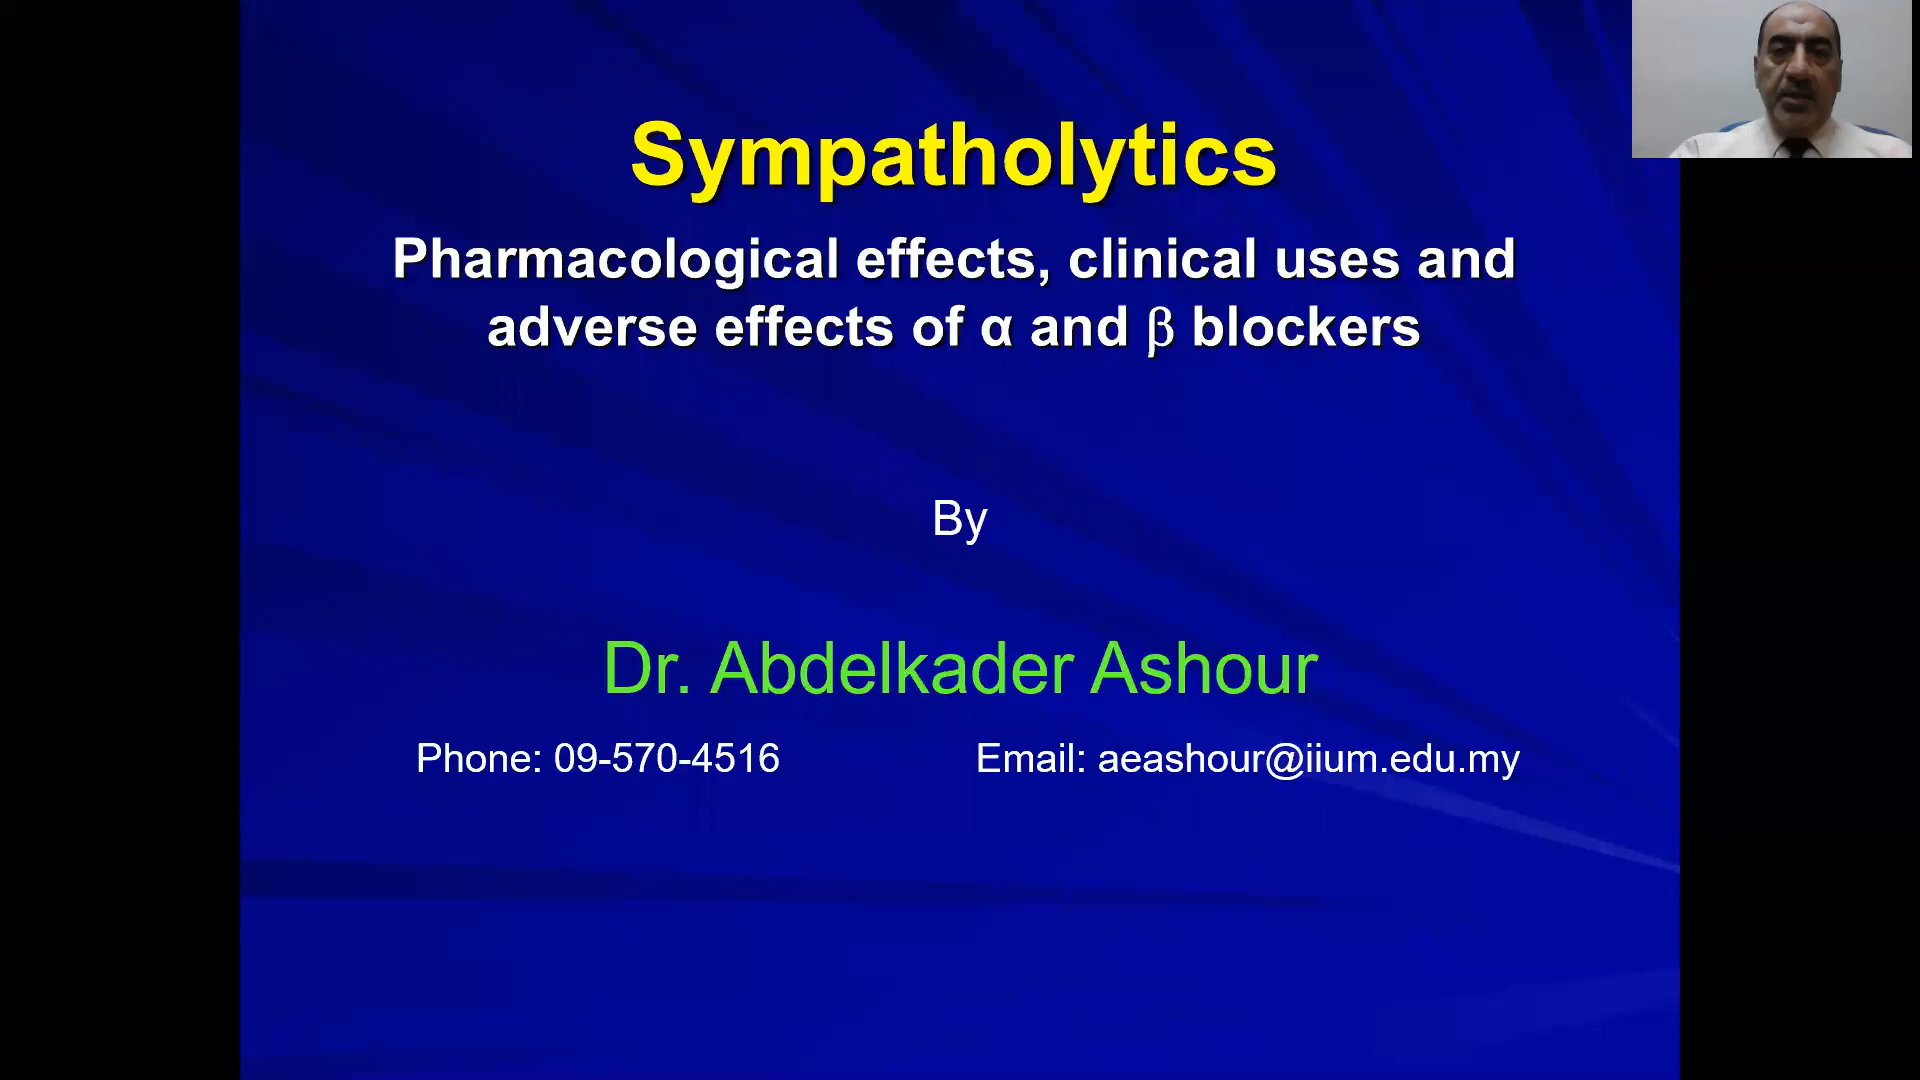 Sympatholytics
Pharmacological effects, clinical uses and
adverse effects of α and β blockers
By
Dr. Abdelkader Ashour
Phone: 09-570-4516
Email: aeashour@iium.edu.my